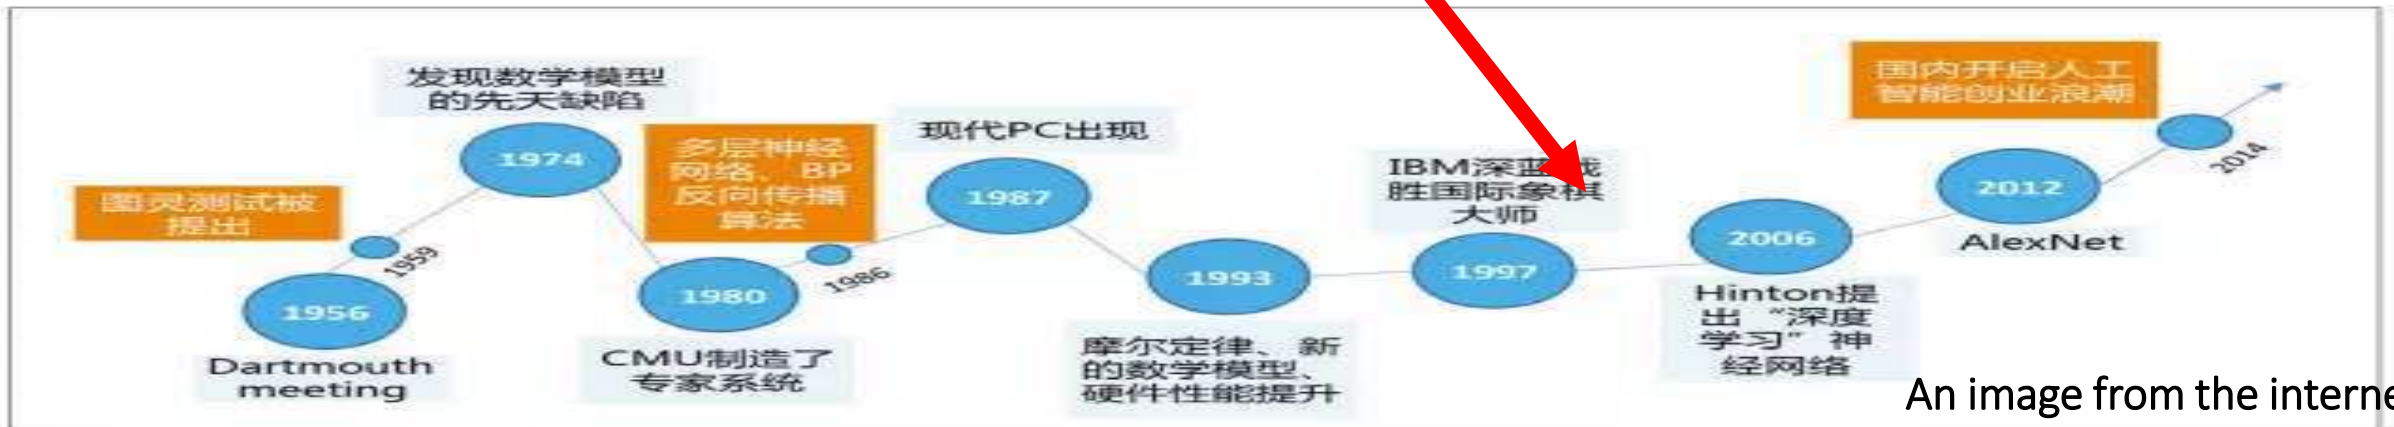 发现数学模型
的先天缺陷
1974
图灵测试被
提出
1959
1956
Dartmouth
meeting
多层神经
网络、BP
反向传播
算法
1986
1980
CMU制造了
专家系统
现代PC出现
1987
1993
摩尔定律、新
的数学模型、
硬件性能提升
IBM深蓝战
胜国际象棋
大师
1997
2006
Hinton提
出“深度
学习”神
经网络
2012
AlexNet
国内开启人工
智能创业浪潮
2014
An image from the interne